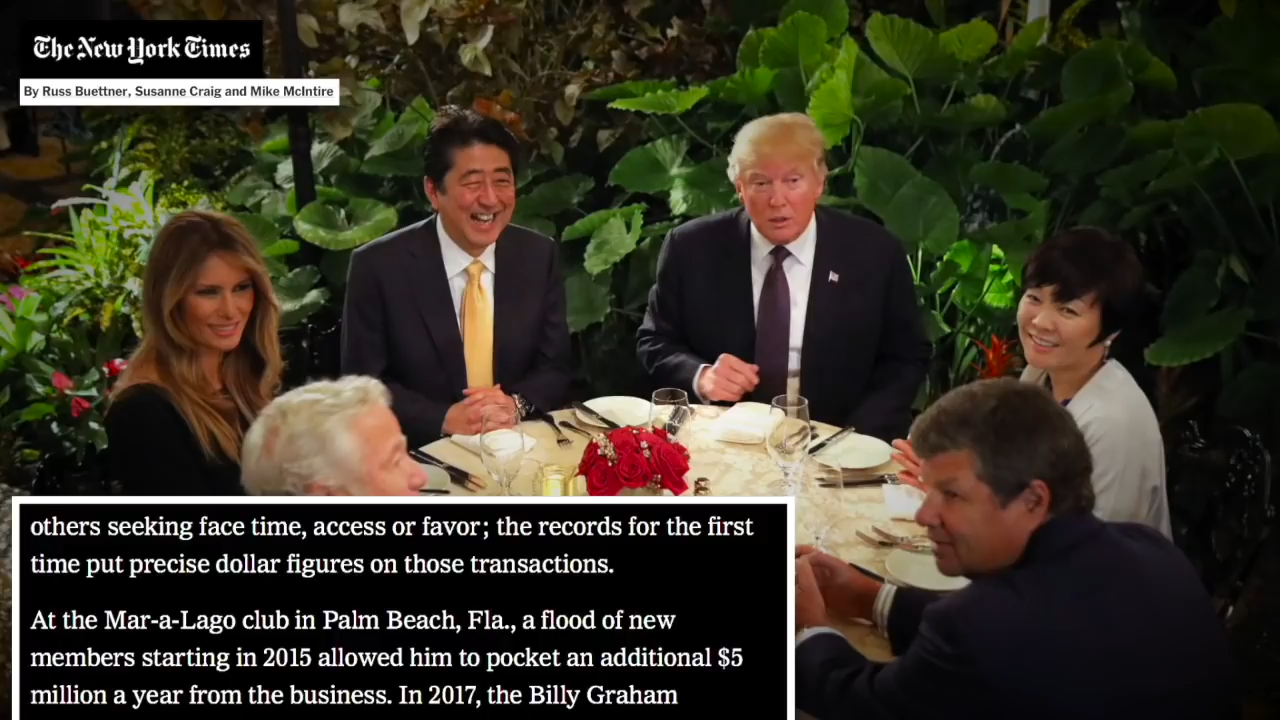 The New York Times
By Russ Buettner, Susanne Craig and Mike McIntire
others seeking face time, access or favor; the records for the first
time put precise dollar figures on those transactions.
At the Mar-a-Lago club in Palm Beach, Fla., a flood of new
members starting in 2015 allowed him to pocket an additional $5
million a year from the business. In 2017, the Billy Graham